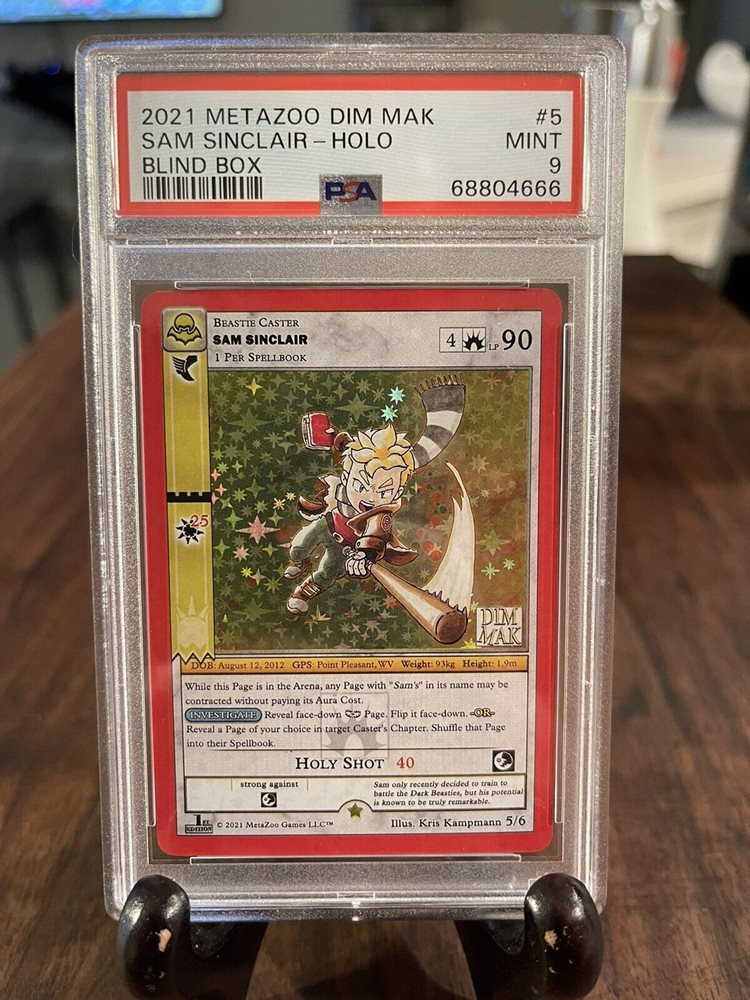 2021 METAZOO DIM MAK #5
SAM SINCLAIR - HOLO MINT
BLIND BOX 9
PSA 68804666
BEASTIE CASTER
SAM SINCLAIR
1 PER SPELLBOOK
4 LP 90
25
DIM
MAK
DOB: August 12, 2012 GPS: Point Pleasant, WV Weight: 93kg Height: 1.9m
While this Page is in the Arena, any Page with "Sam's" in its name may be
contracted without paying its Aura Cost.
INVESTIGATE Reveal face-down Page. Flip it face-down. -OR-
Reveal a Page of your choice in target Caster's Chapter. Shuffle that Page
into their Spellbook.
HOLY SHOT 40
strong against
Sam only recently decided to train to
battle the Dark Beasties, but his potential
is known to be truly remarkable.
1ST EDITION © 2021 MetaZoo Games LLC™ Illus. Kris Kampmann 5/6